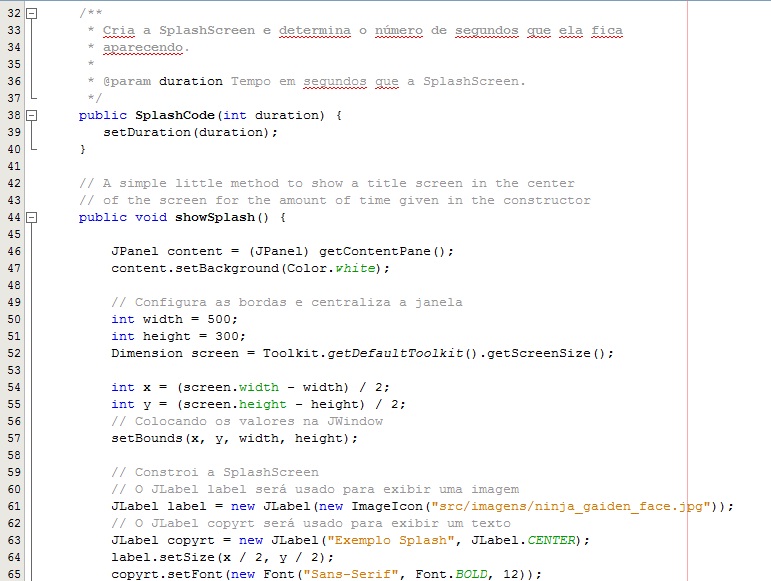 32 /**
33 * Cria a SplashScreen e determina o número de segundos que ela fica
34 * aparecendo.
35 *
36 * @param duration Tempo em segundos que a SplashScreen.
37 */
38 public SplashCode(int duration) {
39 setDuration(duration);
40 }
41
42 // A simple little method to show a title screen in the center
43 // of the screen for the amount of time given in the constructor
44 public void showSplash() {
45
46 JPanel content = (JPanel) getContentPane();
47 content.setBackground(Color.white);
48
49 // Configura as bordas e centraliza a janela
50 int width = 500;
51 int height = 300;
52 Dimension screen = Toolkit.getDefaultToolkit().getScreenSize();
53
54 int x = (screen.width - width) / 2;
55 int y = (screen.height - height) / 2;
56 // Colocando os valores na JWindow
57 setBounds(x, y, width, height);
58
59 // Constroi a SplashScreen
60 // O JLabel label será usado para exibir uma imagem
61 JLabel label = new JLabel(new ImageIcon("src/imagens/ninja_gaiden_face.jpg"));
62 // O JLabel copyrt será usado para exibir um texto
63 JLabel copyrt = new JLabel("Exemplo Splash", JLabel.CENTER);
64 label.setSize(x / 2, y / 2);
65 copyrt.setFont(new Font("Sans-Serif", Font.BOLD, 12));